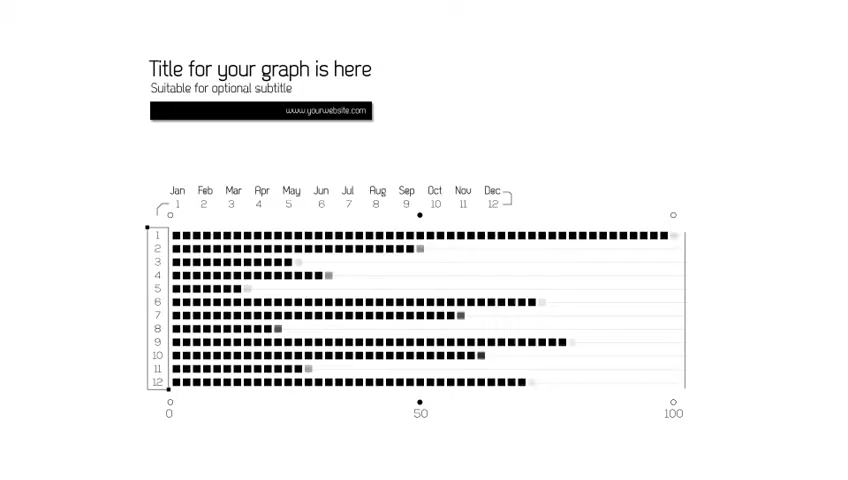 Title for your graph is here
Suitable for optional subtitle
www.yourwebsite.com
Jan Feb Mar Apr May Jun Jul Aug Sep Oct Nov Dec
1 2 3 4 5 6 7 8 9 10 11 12
1
2
3
4
5
6
7
8
9
10
11
12
0 50 100